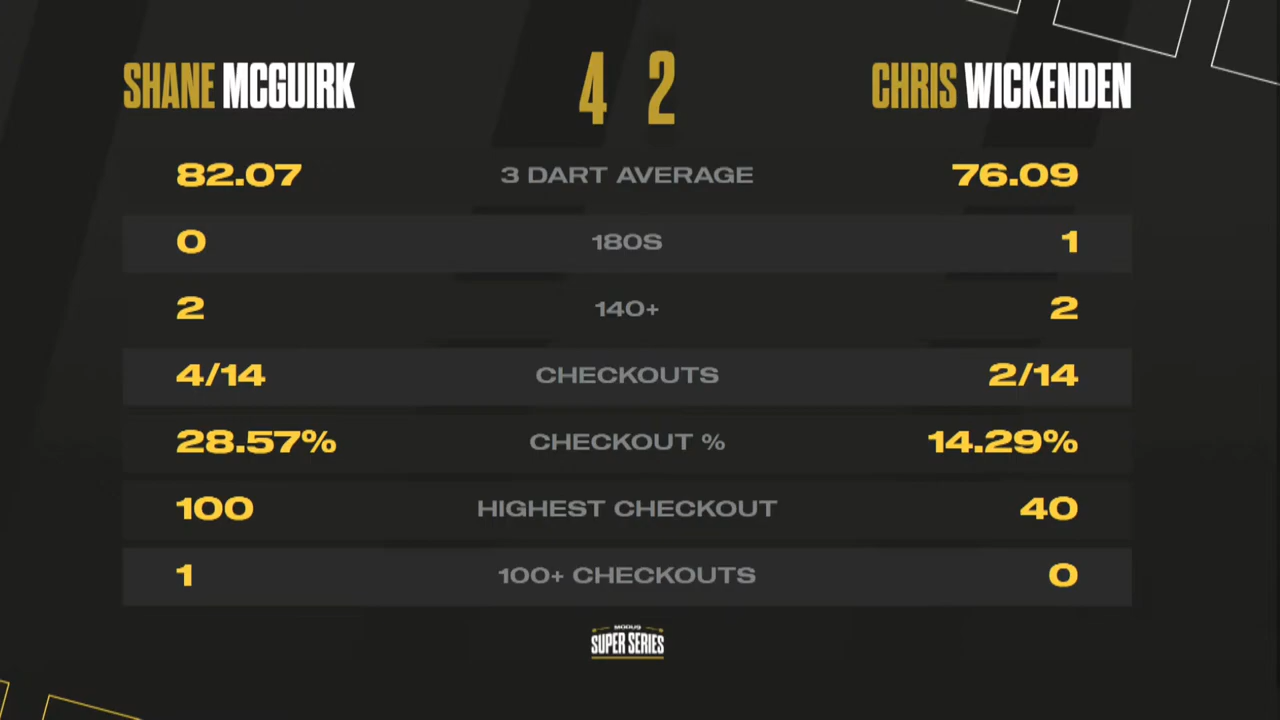 SHANE MCGUIRK 4 2 CHRIS WICKENDEN
82.07 3 DART AVERAGE 76.09
0 180S 1
2 140+ 2
4/14 CHECKOUTS 2/14
28.57% CHECKOUT % 14.29%
100 HIGHEST CHECKOUT 40
1 100+ CHECKOUTS 0
MODUS
SUPER SERIES